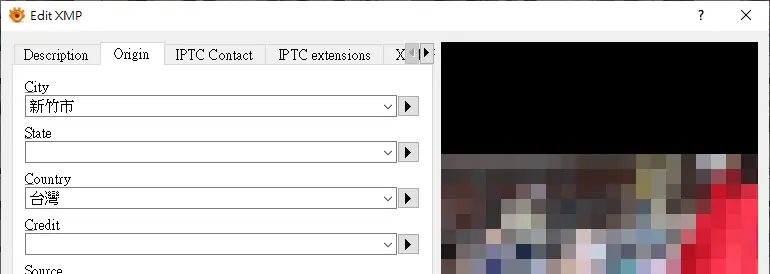 Edit XMP
Description Origin IPTC Contact IPTC extensions
City
新竹市
State
Country
台灣
Credit
Source